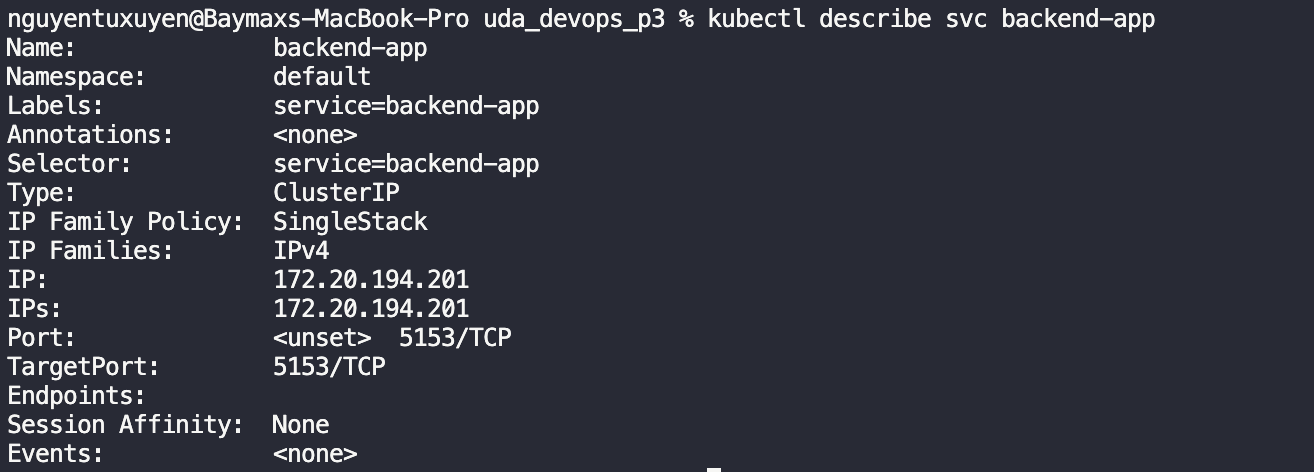 nguyentuxuyen@Baymaxs-MacBook-Pro uda_devops_p3 % kubectl describe svc backend-app
Name:              backend-app
Namespace:         default
Labels:            service=backend-app
Annotations:       <none>
Selector:          service=backend-app
Type:              ClusterIP
IP Family Policy:  SingleStack
IP Families:       IPv4
IP:                172.20.194.201
IPs:               172.20.194.201
Port:              <unset>  5153/TCP
TargetPort:        5153/TCP
Endpoints:
Session Affinity:  None
Events:            <none>